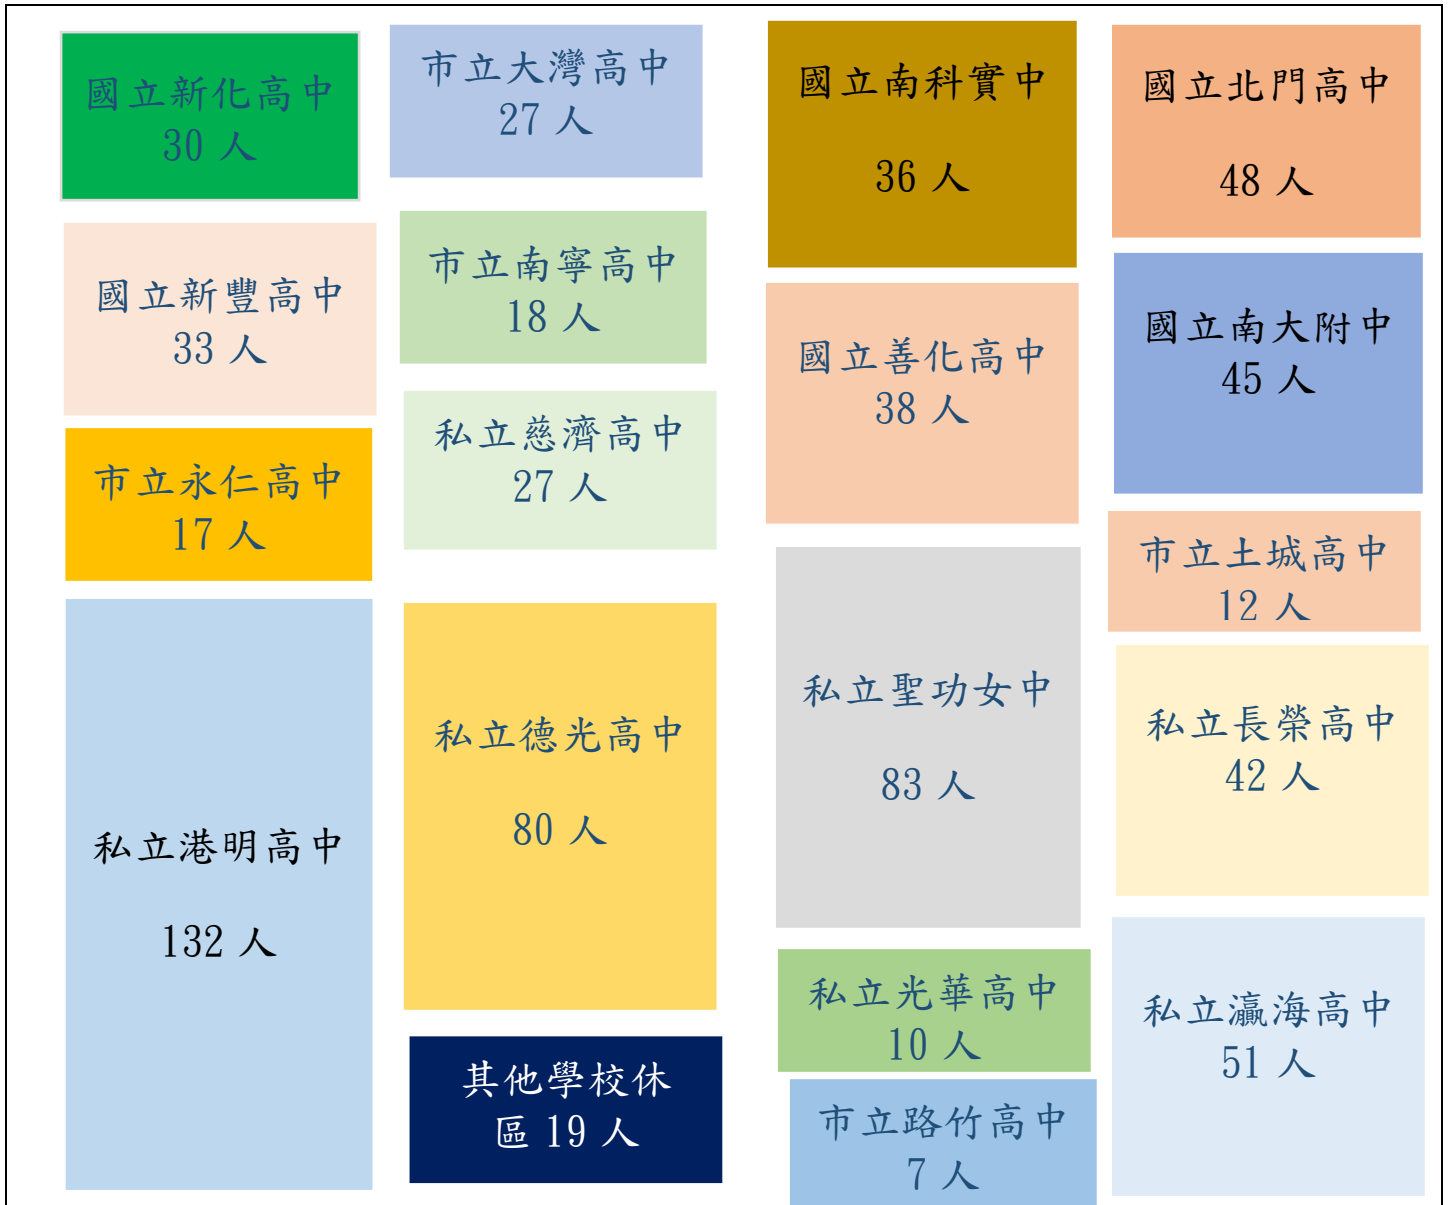 國立新化高中
30 人
市立大灣高中
27 人
國立南科實中
36 人
國立北門高中
48 人
國立新豐高中
33 人
市立南寧高中
18 人
國立善化高中
38 人
國立南大附中
45 人
市立永仁高中
17 人
私立慈濟高中
27 人
市立土城高中
12 人
私立港明高中
132 人
私立德光高中
80 人
私立聖功女中
83 人
私立長榮高中
42 人
其他學校休
區 19 人
私立光華高中
10 人
市立路竹高中
7 人
私立瀛海高中
51 人